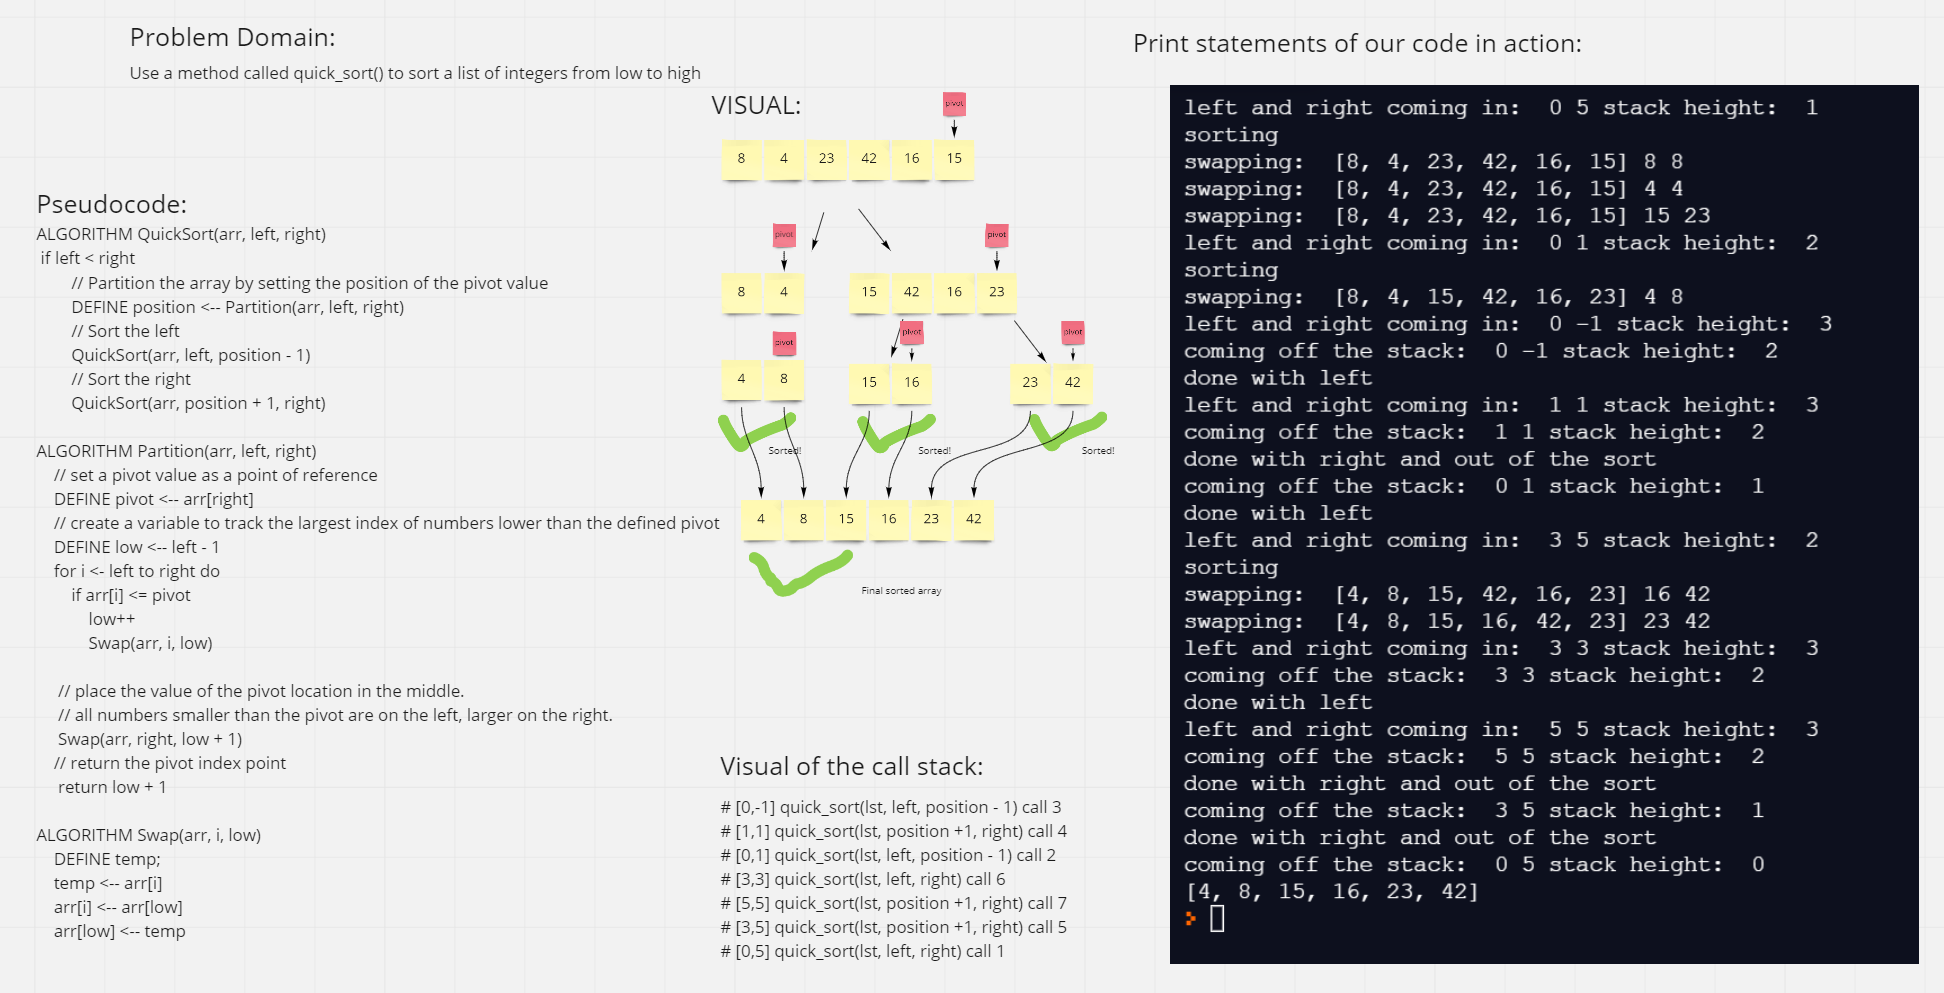 Problem Domain:
Use a method called quick_sort() to sort a list of integers from low to high
Pseudocode:
ALGORITHM QuickSort(arr, left, right)
if left < right
// Partition the array by setting the position of the pivot value
DEFINE position <-- Partition(arr, left, right)
// Sort the left
QuickSort(arr, left, position - 1)
// Sort the right
QuickSort(arr, position + 1, right)
ALGORITHM Partition(arr, left, right)
// set a pivot value as a point of reference
DEFINE pivot <-- arr[right]
// create a variable to track the largest index of numbers lower than the defined pivot
DEFINE low <-- left - 1
for i <- left to right do
if arr[i] <= pivot
low++
Swap(arr, i, low)
// place the value of the pivot location in the middle.
// all numbers smaller than the pivot are on the left, larger on the right.
Swap(arr, right, low + 1)
// return the pivot index point
return low + 1
ALGORITHM Swap(arr, i, low)
DEFINE temp;
temp <-- arr[i]
arr[i] <-- arr[low]
arr[low] <-- temp
VISUAL:
pivot
8 4 23 42 16 15
pivot pivot
8 4 15 42 16 23
pivot pivot pivot
4 8 15 16 23 42
Sorted! Sorted! Sorted!
4 8 15 16 23 42
Final sorted array
Visual of the call stack:
# [0,-1] quick_sort(lst, left, position - 1) call 3
# [1,1] quick_sort(lst, position +1, right) call 4
# [0,1] quick_sort(lst, left, position - 1) call 2
# [3,3] quick_sort(lst, left, right) call 6
# [5,5] quick_sort(lst, position +1, right) call 7
# [3,5] quick_sort(lst, position +1, right) call 5
# [0,5] quick_sort(lst, left, right) call 1
Print statements of our code in action:
left and right coming in:  0 5 stack height:  1
sorting
swapping:  [8, 4, 23, 42, 16, 15] 8 8
swapping:  [8, 4, 23, 42, 16, 15] 4 4
swapping:  [8, 4, 23, 42, 16, 15] 15 23
left and right coming in:  0 1 stack height:  2
sorting
swapping:  [8, 4, 15, 42, 16, 23] 4 8
left and right coming in:  0 -1 stack height:  3
coming off the stack:  0 -1 stack height:  2
done with left
left and right coming in:  1 1 stack height:  3
coming off the stack:  1 1 stack height:  2
done with right and out of the sort
coming off the stack:  0 1 stack height:  1
done with left
left and right coming in:  3 5 stack height:  2
sorting
swapping:  [4, 8, 15, 42, 16, 23] 16 42
swapping:  [4, 8, 15, 16, 42, 23] 23 42
left and right coming in:  3 3 stack height:  3
coming off the stack:  3 3 stack height:  2
done with left
left and right coming in:  5 5 stack height:  3
coming off the stack:  5 5 stack height:  2
done with right and out of the sort
coming off the stack:  3 5 stack height:  1
done with right and out of the sort
coming off the stack:  0 5 stack height:  0
[4, 8, 15, 16, 23, 42]